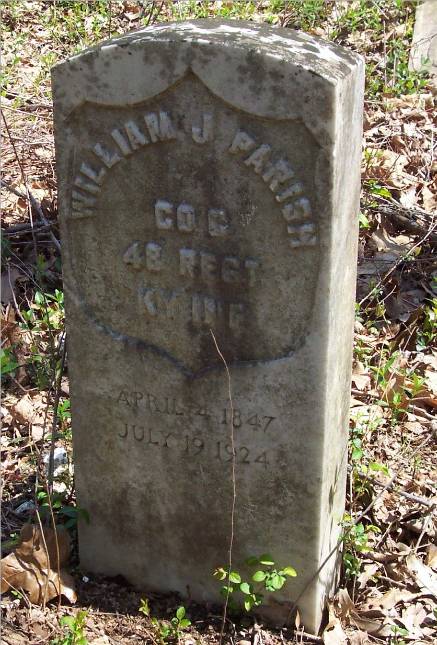 WILLIAM J PARISH
CO. G
48 REGT
KY. INF.
APRIL 4 1847
JULY 19 1924